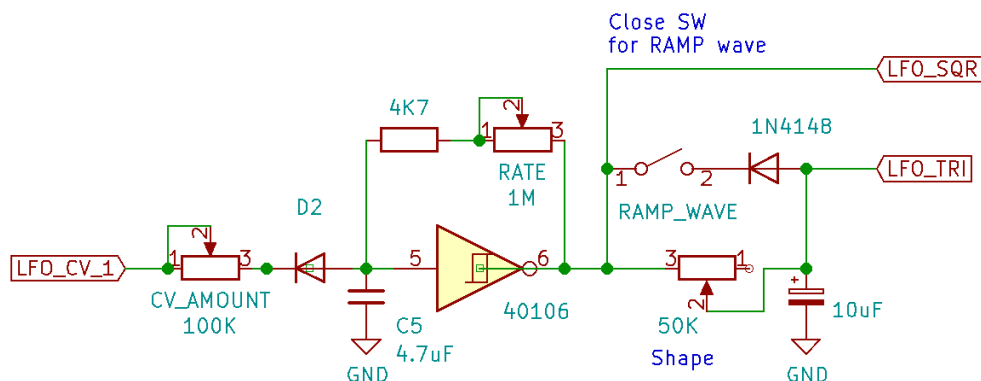 Close SW
for RAMP wave
LFO_SQR
4K7
2
1
3
1N4148
RATE
1M
1
2
LFO_TRI
RAMP_WAVE
D2
LFO_CV_1
1
2
3
CV_AMOUNT
100K
5
6
40106
C5
4.7uF
GND
3
1
2
50K
Shape
+
10uF
GND